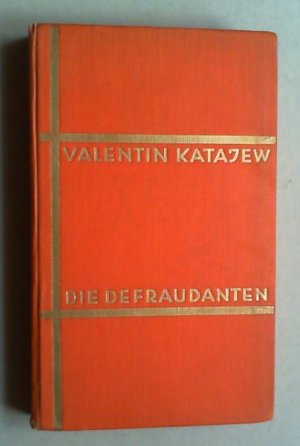 VALENTIN KATAJEW
DIE DEFRAUDANTEN